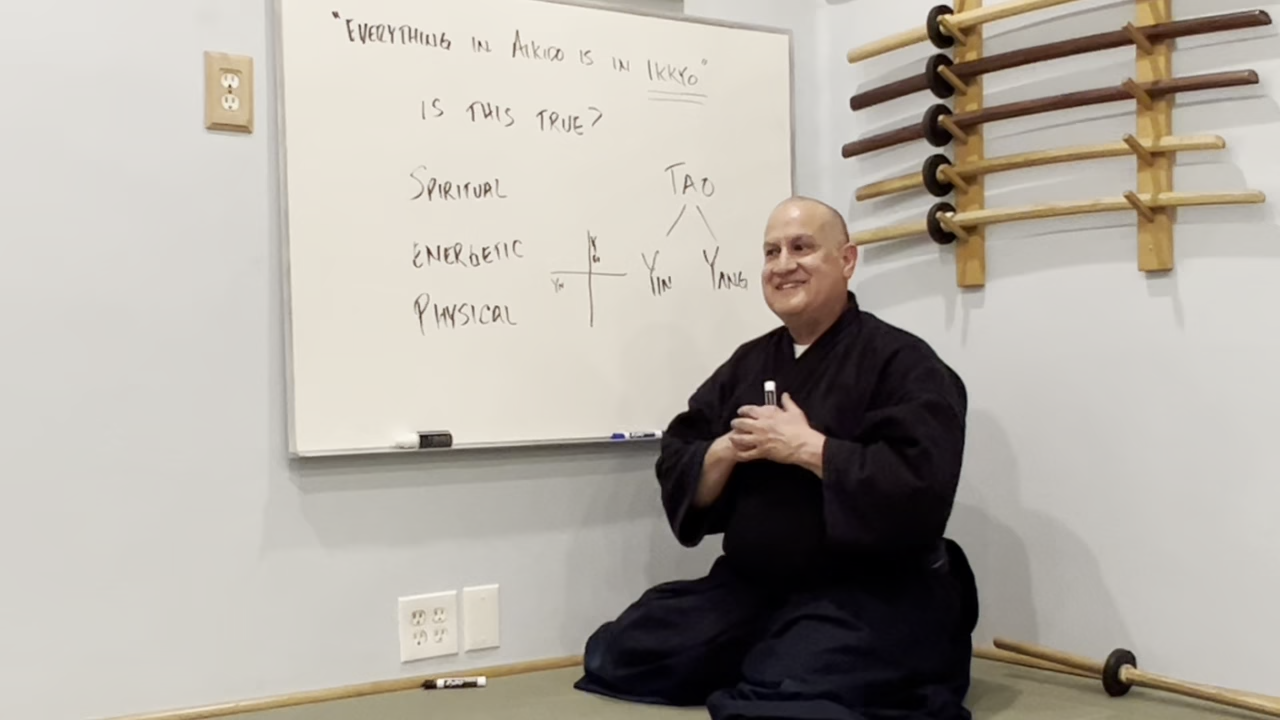 "EVERYTHING IN AIKIDO IS IN IKKYO"
IS THIS TRUE?
SPIRITUAL
TAO
ENERGETIC
YIN YANG
PHYSICAL